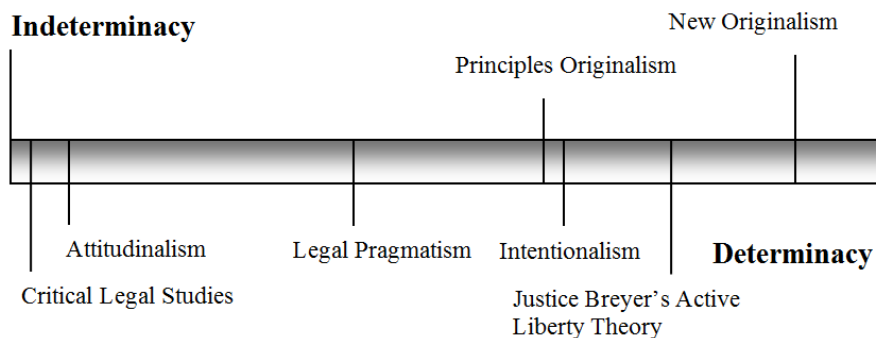 Indeterminacy
New Originalism
Principles Originalism
Attitudinalism
Legal Pragmatism
Intentionalism
Determinacy
Critical Legal Studies
Justice Breyer’s Active
Liberty Theory